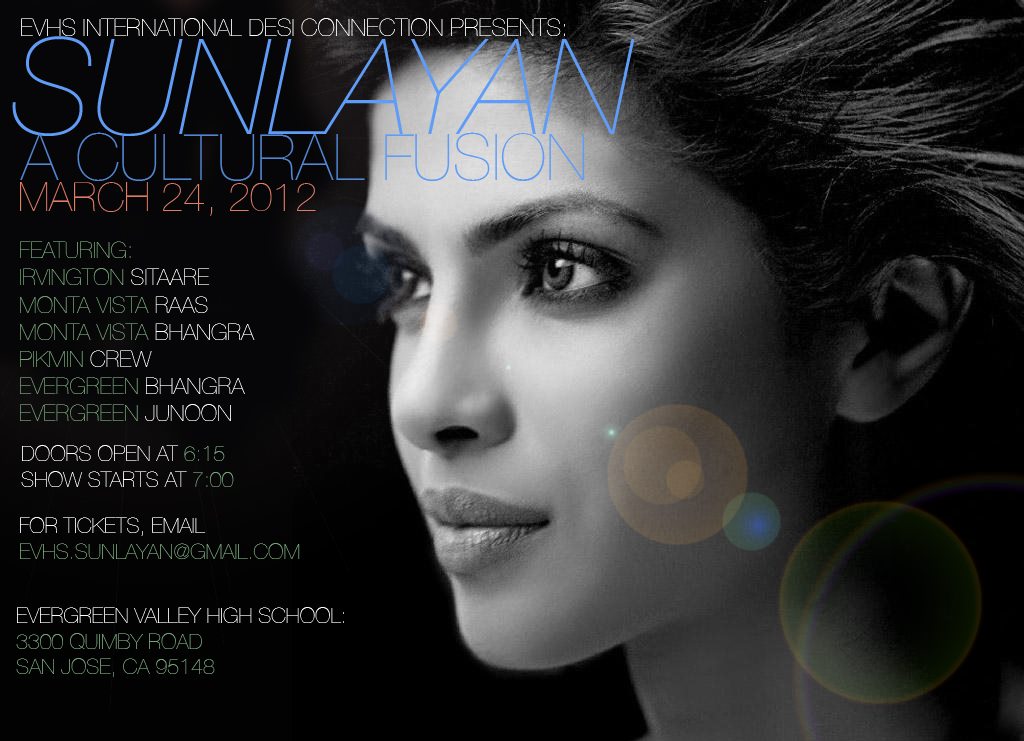 EVHS INTERNATIONAL DESI CONNECTION PRESENTS:
SUNLAYAN
A CULTURAL FUSION
MARCH 24, 2012
FEATURING:
IRVINGTON SITAARE
MONTA VISTA RAAS
MONTA VISTA BHANGRA
PIKMIN CREW
EVERGREEN BHANGRA
EVERGREEN JUNOON
DOORS OPEN AT 6:15
SHOW STARTS AT 7:00
FOR TICKETS, EMAIL
EVHS.SUNLAYAN@GMAIL.COM
EVERGREEN VALLEY HIGH SCHOOL:
3300 QUIMBY ROAD
SAN JOSE, CA 95148